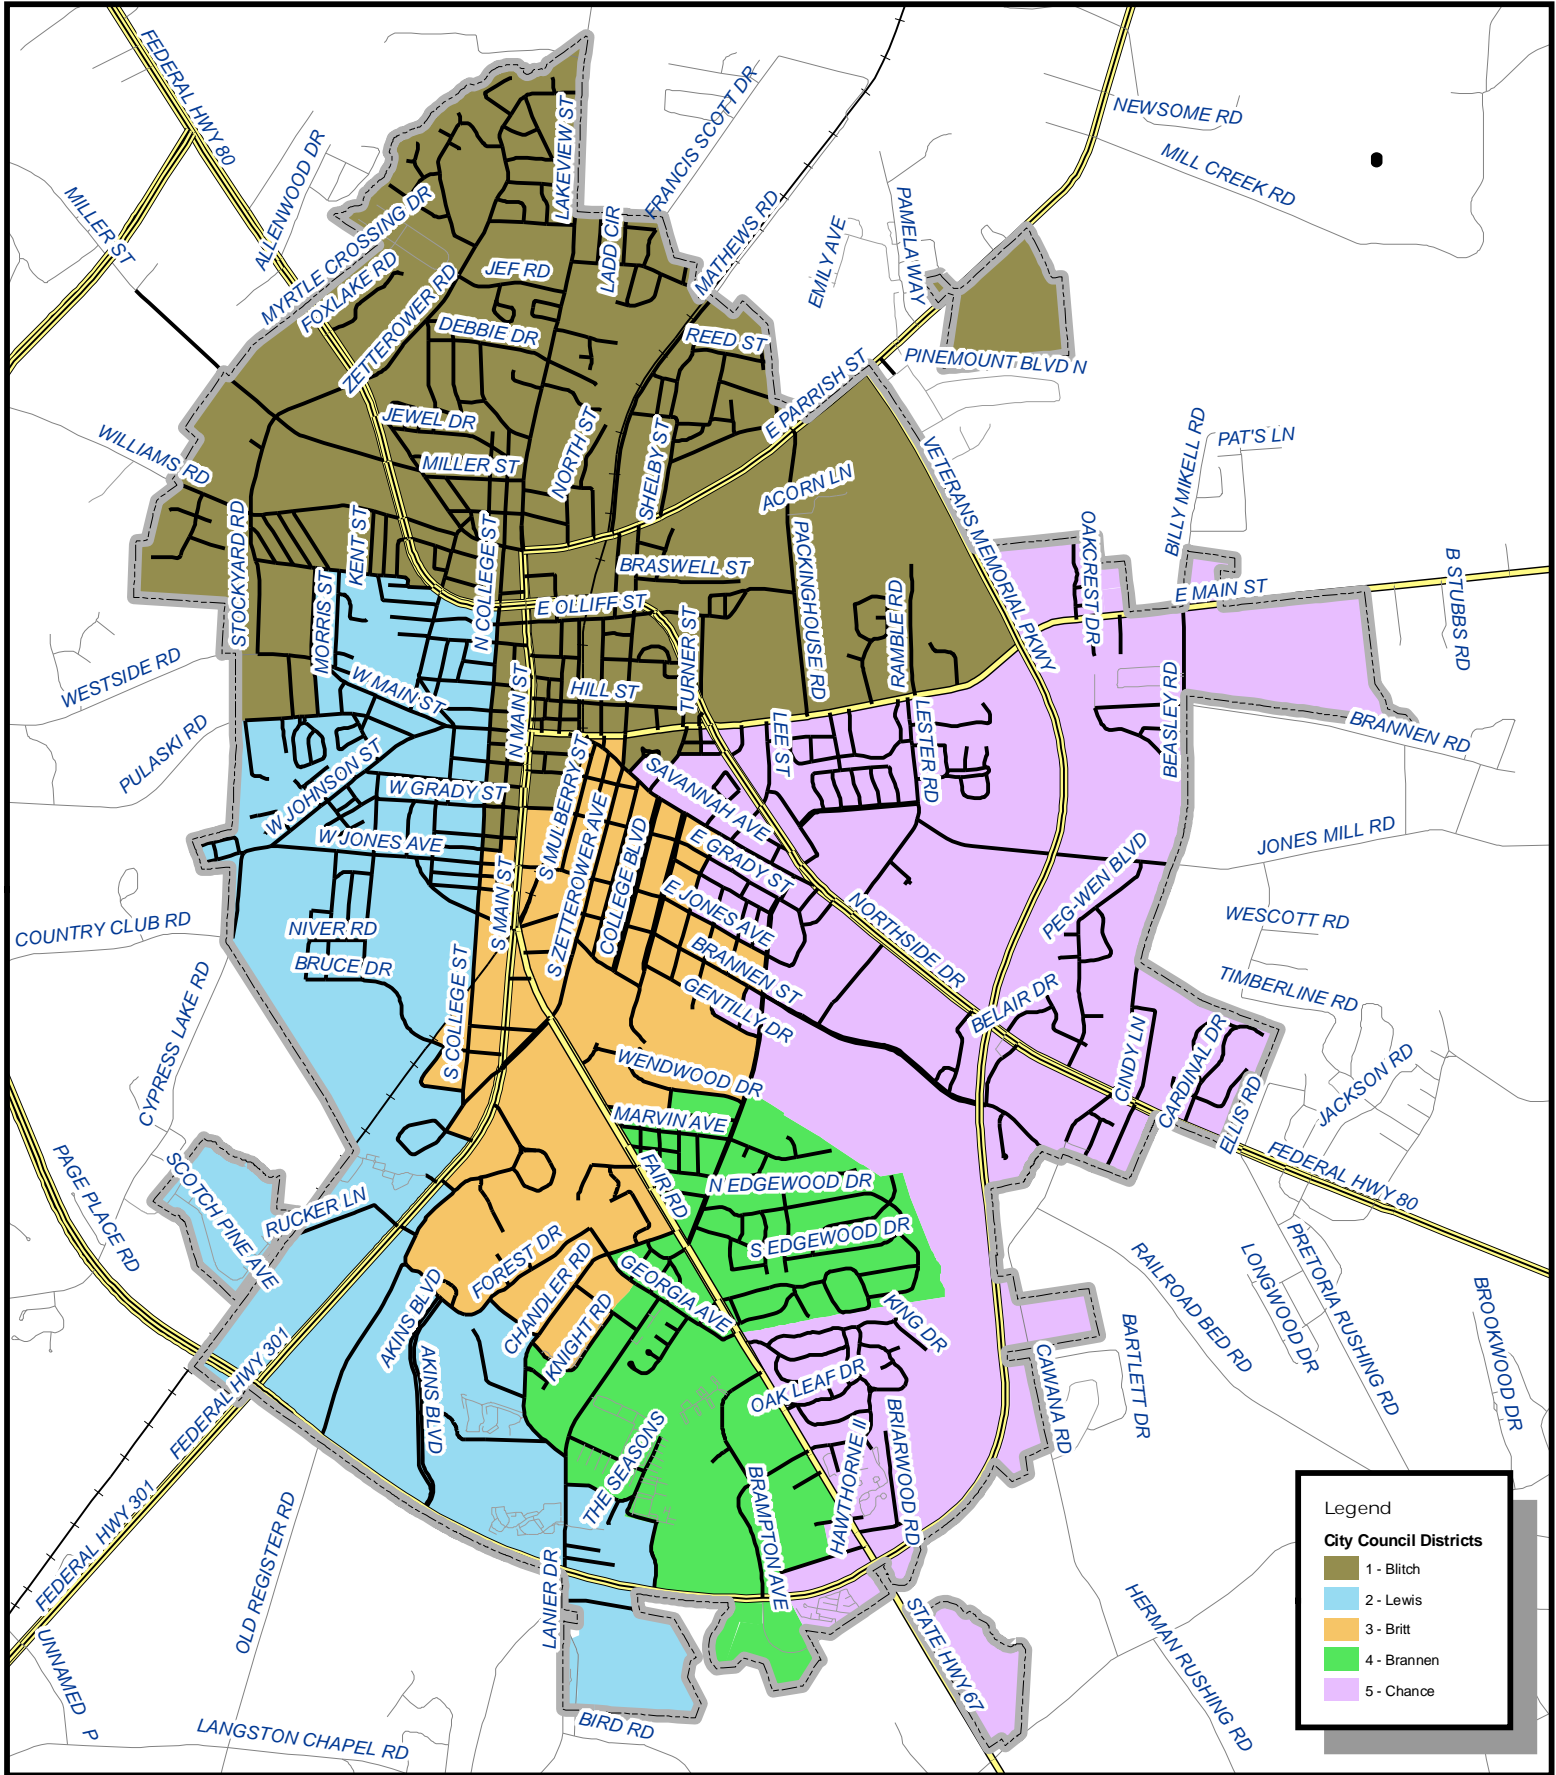 FEDERAL HWY 80
ALLENWOOD DR
MILLER ST
MYRTLE CROSSING DR
FOXLAKE RD
ZETTEROWER RD
JEF RD
LAKEVIEW ST
LADD CIR
FRANCIS SCOTT DR
MATHEWS RD
EMILY AVE
PAMELA WAY
NEWSOME RD
MILL CREEK RD
DEBBIE DR
REED ST
E PARRISH ST
PINEMOUNT BLVD N
JEWEL DR
MILLER ST
NORTH ST
SHELBY ST
ACORN LN
WILLIAMS RD
VETERANS MEMORIAL PKWY
BILLY MIKELL RD
PAT'S LN
STOCKYARD RD
KENT ST
MORRIS ST
N COLLEGE ST
BRASWELL ST
E OLLIFF ST
PACKINGHOUSE RD
RAMBLE RD
OAKCREST DR
E MAIN ST
B STUBBS RD
WESTSIDE RD
PULASKI RD
W MAIN ST
N MAIN ST
HILL ST
TURNER ST
LEE ST
LESTER RD
BEASLEY RD
BRANNEN RD
W JOHNSON ST
W GRADY ST
W JONES AVE
S MULBERRY ST
S ZETTEROWER AVE
COLLEGE BLVD
SAVANNAH AVE
E GRADY ST
E JONES AVE
BRANNEN ST
GENTILLY DR
JONES MILL RD
PEG-WEN BLVD
NORTHSIDE DR
COUNTRY CLUB RD
NIVER RD
BRUCE DR
S MAIN ST
S COLLEGE ST
WESCOTT RD
TIMBERLINE RD
BELAIR DR
CINDY LN
CARDINAL DR
ELLIS RD
JACKSON RD
CYPRESS LAKE RD
WENDWOOD DR
MARVIN AVE
FEDERAL HWY 80
PAGE PLACE RD
SCOTCH PINE AVE
RUCKER LN
FAIR RD
N EDGEWOOD DR
S EDGEWOOD DR
FOREST DR
CHANDLER RD
KNIGHT RD
GEORGIA AVE
KING DR
AKINS BLVD
AKINS BLVD
RAILROAD BED RD
LONGWOOD DR
PRETORIA RUSHING RD
BROOKWOOD DR
BARTLETT DR
CAWANA RD
OAK LEAF DR
HAWTHORNE II
BRIARWOOD RD
FEDERAL HWY 301
FEDERAL HWY 301
THE SEASONS
BRAMPTON AVE
OLD REGISTER RD
LANIER DR
UNNAMED P
LANGSTON CHAPEL RD
BIRD RD
STATE HWY 67
HERMAN RUSHING RD
Legend
City Council Districts
1 - Blitch
2 - Lewis
3 - Britt
4 - Brannen
5 - Chance